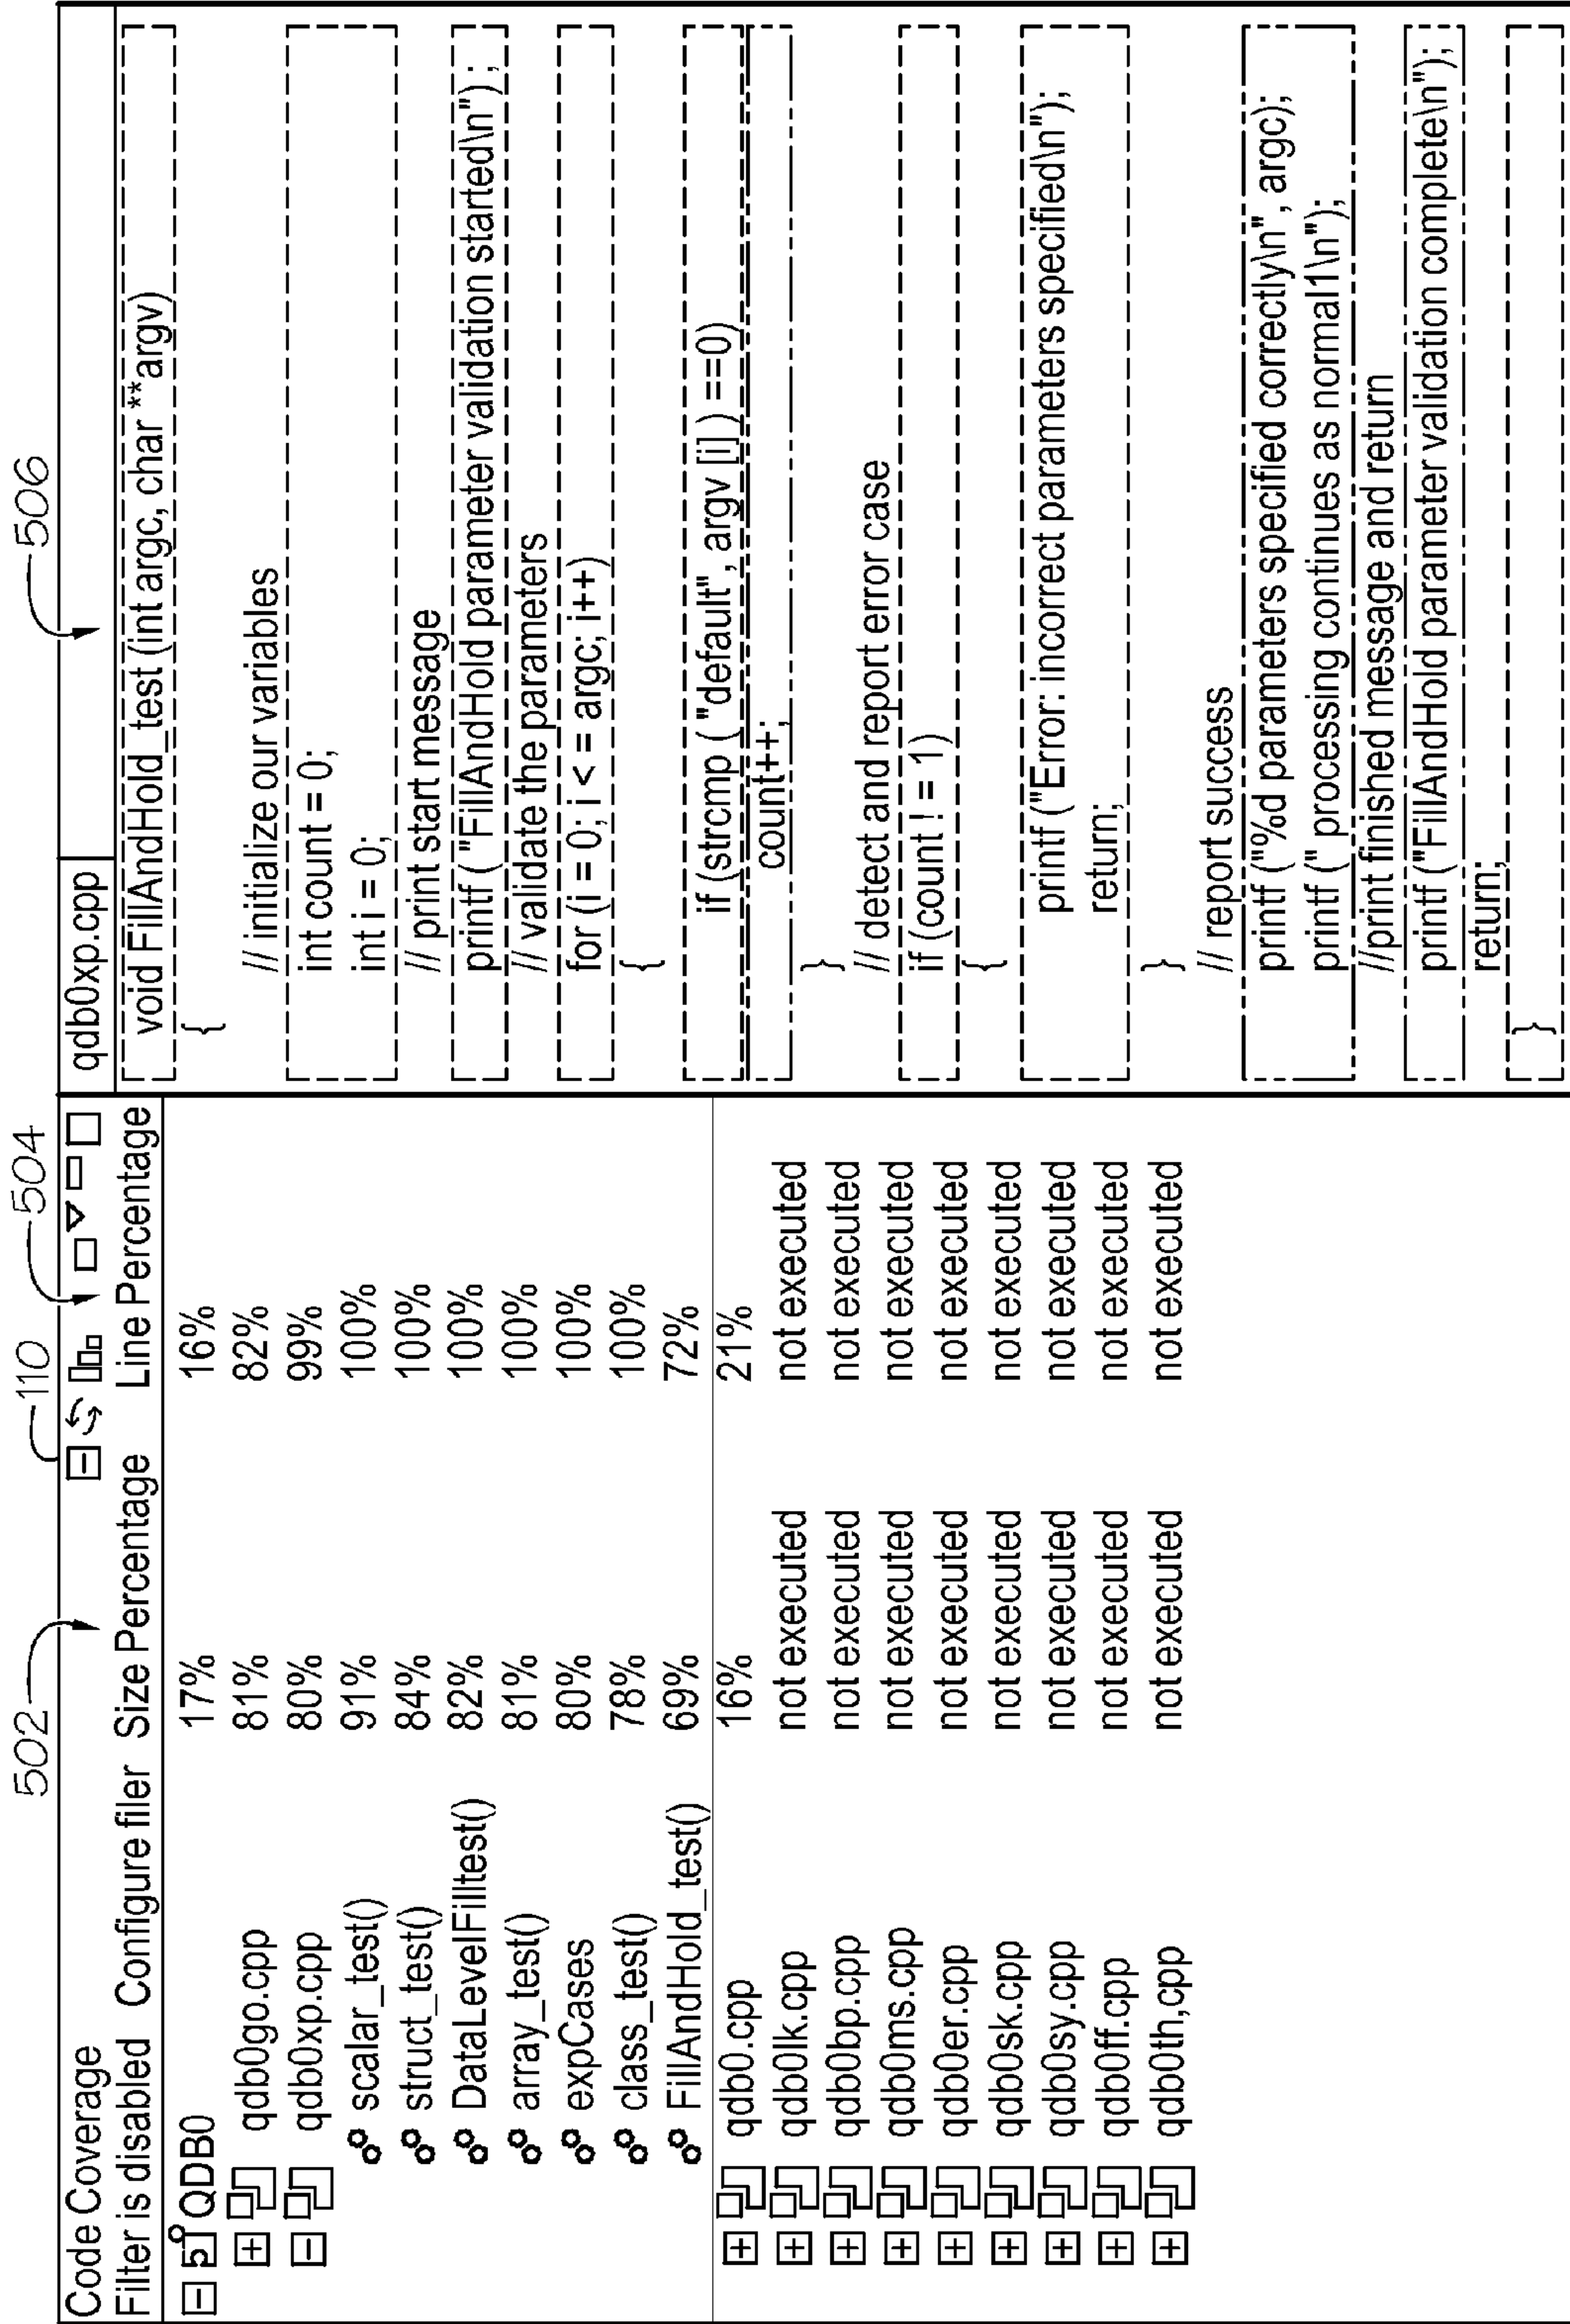 502
110
504
506
Code Coverage
Filter is disabled Configure filer Size Percentage Line Percentage
QDB0 17% 16%
qdb0go.cpp 81% 82%
qdb0xp.cpp 80% 99%
scalar_test() 91% 100%
struct_test() 84% 100%
DataLevelFilltest() 82% 100%
array_test() 81% 100%
expCases 80% 100%
class_test() 78% 100%
FillAndHold_test() 69% 72%
qdb0.cpp 16% 21%
qdb0lk.cpp not executed not executed
qdb0bp.cpp not executed not executed
qdb0ms.cpp not executed not executed
qdb0er.cpp not executed not executed
qdb0sk.cpp not executed not executed
qdb0sy.cpp not executed not executed
qdb0ff.cpp not executed not executed
qdb0th,cpp not executed not executed
qdb0xp.cpp
void FillAndHold_test (int argc, char **argv)
{
// initialize our variables
int count = 0;
int i = 0;
// print start message
printf ("FillAndHold parameter validation started\n") ;
// validate the parameters
for (i = 0; i < = argc; i++)
{
if (strcmp ( "default", argv [i] ) ==0)
count++;
}
// detect and report error case
if (count ! = 1)
{
printf ("Error: incorrect parameters specified\n");
return;
}
// report success
printf ("%d parameters specified correctly\n", argc);
printf (" processing continues as normal1\n");
//print finished message and return
printf ("FillAndHold parameter validation complete\n");
return;
}